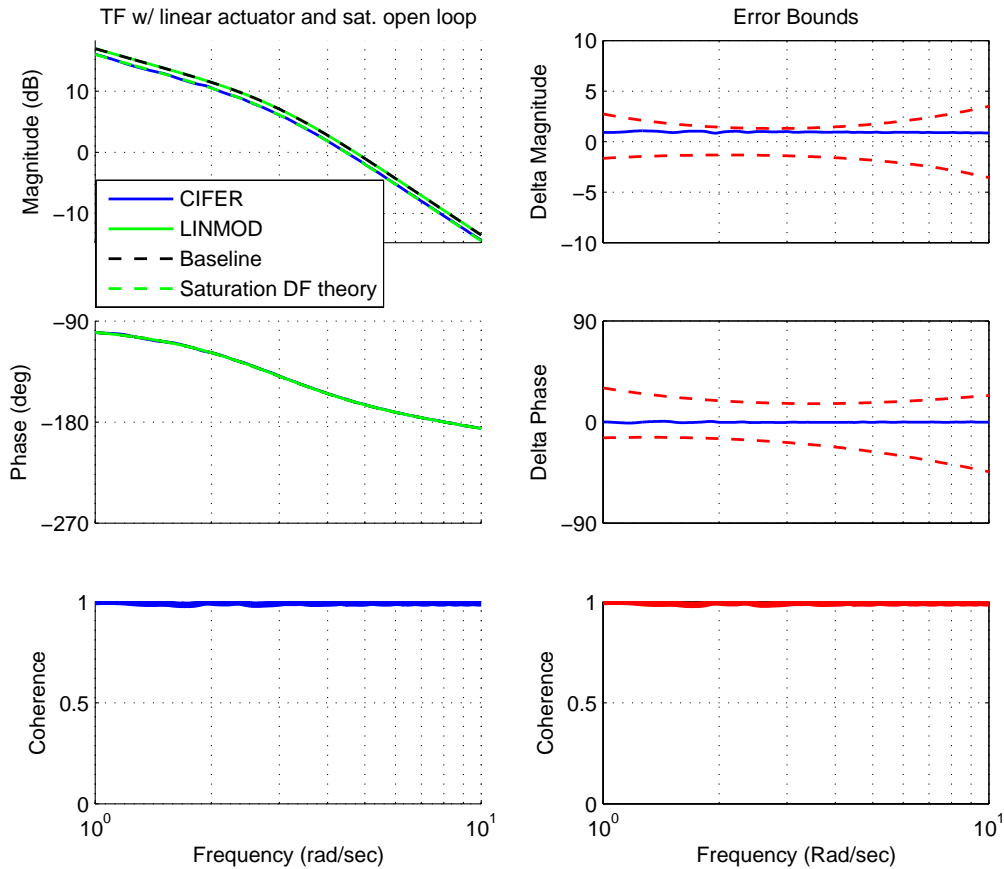 TF w/ linear actuator and sat. open loop
Magnitude (dB)
10
0
−10
CIFER
LINMOD
Baseline
Saturation DF theory
Phase (deg)
−90
−180
−270
Coherence
1
0.5
0
10^0
10^1
Frequency (rad/sec)
Error Bounds
Delta Magnitude
10
5
0
−5
−10
Delta Phase
90
0
−90
Coherence
1
0.5
0
10^0
10^1
Frequency (Rad/sec)